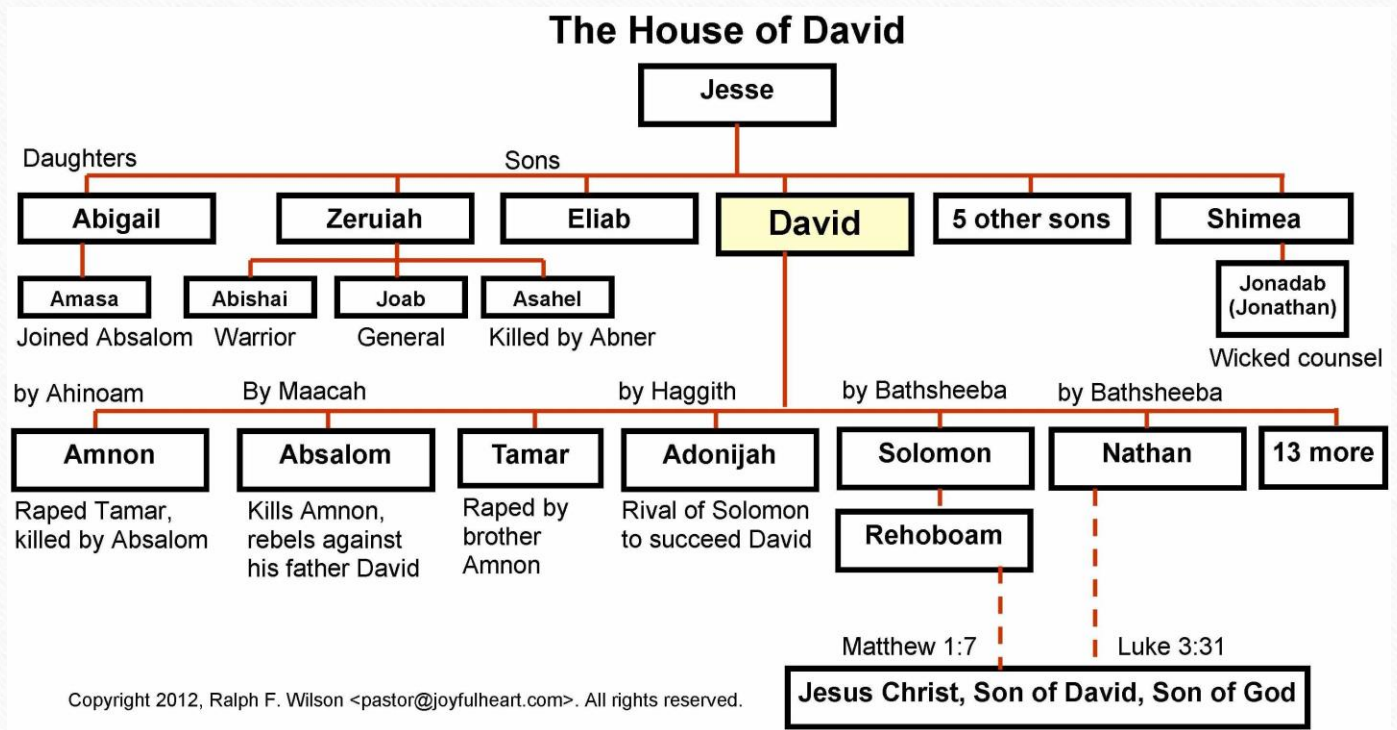 The House of David
Jesse
Daughters
Sons
Abigail
Zeruiah
Eliab
David
5 other sons
Shimea
Amasa
Abishai
Joab
Asahel
Jonadab
(Jonathan)
Joined Absalom
Warrior
General
Killed by Abner
Wicked counsel
by Ahinoam
By Maacah
by Haggith
by Bathsheeba
by Bathsheeba
Amnon
Absalom
Tamar
Adonijah
Solomon
Nathan
13 more
Raped Tamar,
killed by Absalom
Kills Amnon,
rebels against
his father David
Raped by
brother
Amnon
Rival of Solomon
to succeed David
Rehoboam
Matthew 1:7
Luke 3:31
Jesus Christ, Son of David, Son of God
Copyright 2012, Ralph F. Wilson <pastor@joyfulheart.com>. All rights reserved.